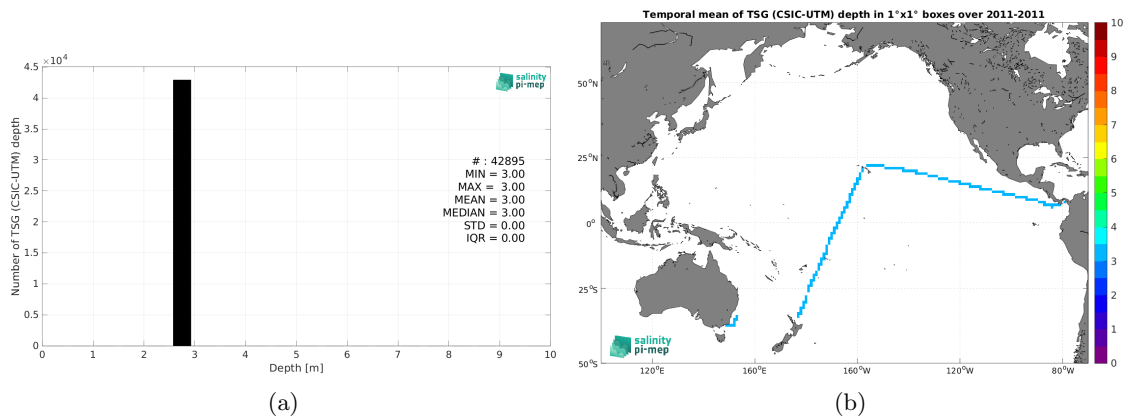 ×10⁴
4.5
4
3.5
3
2.5
2
1.5
1
0.5
0
Number of TSG (CSIC-UTM) depth
salinity
pi-mep
# : 42895
MIN = 3.00
MAX = 3.00
MEAN = 3.00
MEDIAN = 3.00
STD = 0.00
IQR = 0.00
0 1 2 3 4 5 6 7 8 9 10
Depth [m]
(a)
Temporal mean of TSG (CSIC-UTM) depth in 1°x1° boxes over 2011-2011
50°N
25°N
0°
25°S
50°S
salinity
pi-mep
120°E 160°E 160°W 120°W 80°W
10
9
8
7
6
5
4
3
2
1
0
(b)